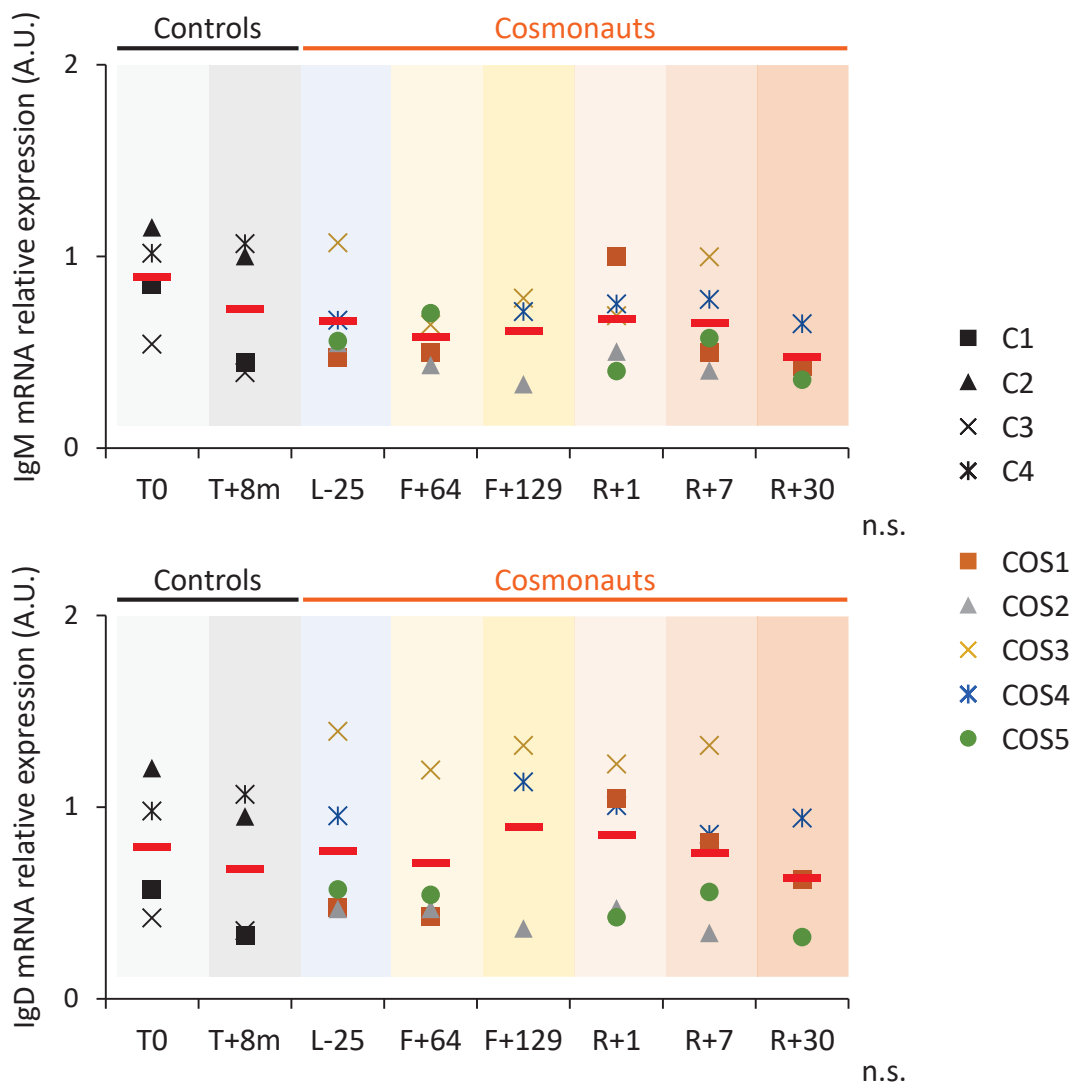 Controls Cosmonauts
IgM mRNA relative expression (A.U.)
2
1
0
T0 T+8m L-25 F+64 F+129 R+1 R+7 R+30
n.s.
Controls Cosmonauts
IgD mRNA relative expression (A.U.)
2
1
0
T0 T+8m L-25 F+64 F+129 R+1 R+7 R+30
n.s.
C1
C2
C3
C4
COS1
COS2
COS3
COS4
COS5